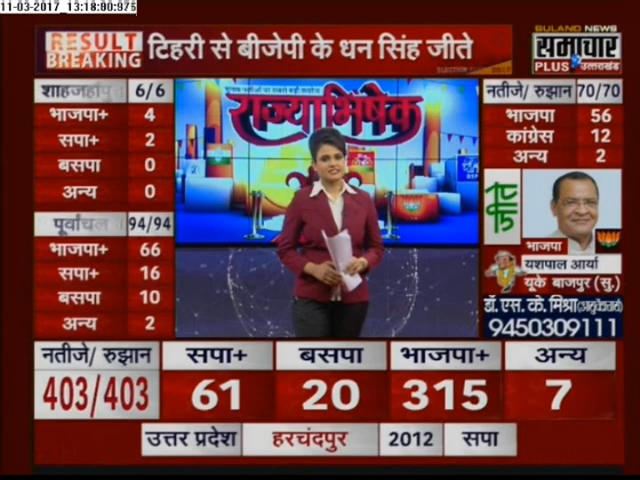 11-03-2017_13:18:00:975
RESULT
BREAKING
टिहरी से बीजेपी के धन सिंह जीते
BULAND NEWS
समाचार
PLUS उत्तराखंड
शाहजहांपुर 6/6
भाजपा+ 4
सपा+ 2
बसपा 0
अन्य 0
पूर्वांचल 94/94
भाजपा+ 66
सपा+ 16
बसपा 10
अन्य 2
राज्याभिषेक
नतीजे/ रुझान 70/70
भाजपा 56
कांग्रेस 12
अन्य 2
जीते
भाजपा
यशपाल आर्या
यूके बाजपुर (सु.)
डॉ.एस. के. मिश्रा
9450309111
नतीजे/ रुझान सपा+ बसपा भाजपा+ अन्य
403/403 61 20 315 7
उत्तर प्रदेश हरचंदपुर 2012 सपा